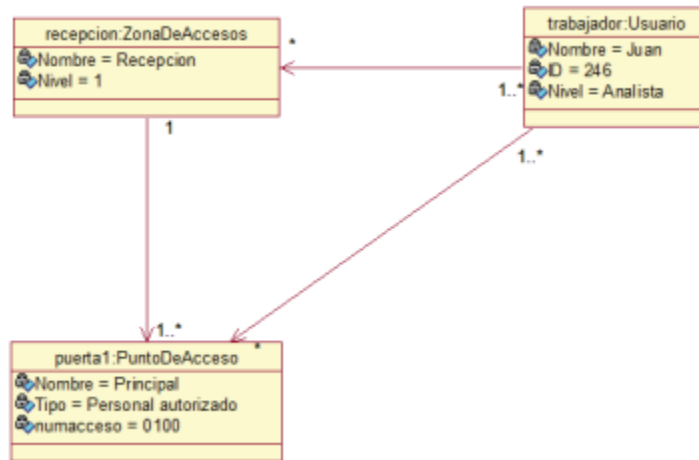 recepcion:ZonaDeAccesos
Nombre = Recepcion
Nivel = 1
trabajador:Usuario
Nombre = Juan
ID = 246
Nivel = Analista
*
1..*
1
1..*
1..*
*
puerta1:PuntoDeAcceso
Nombre = Principal
Tipo = Personal autorizado
numacceso = 0100